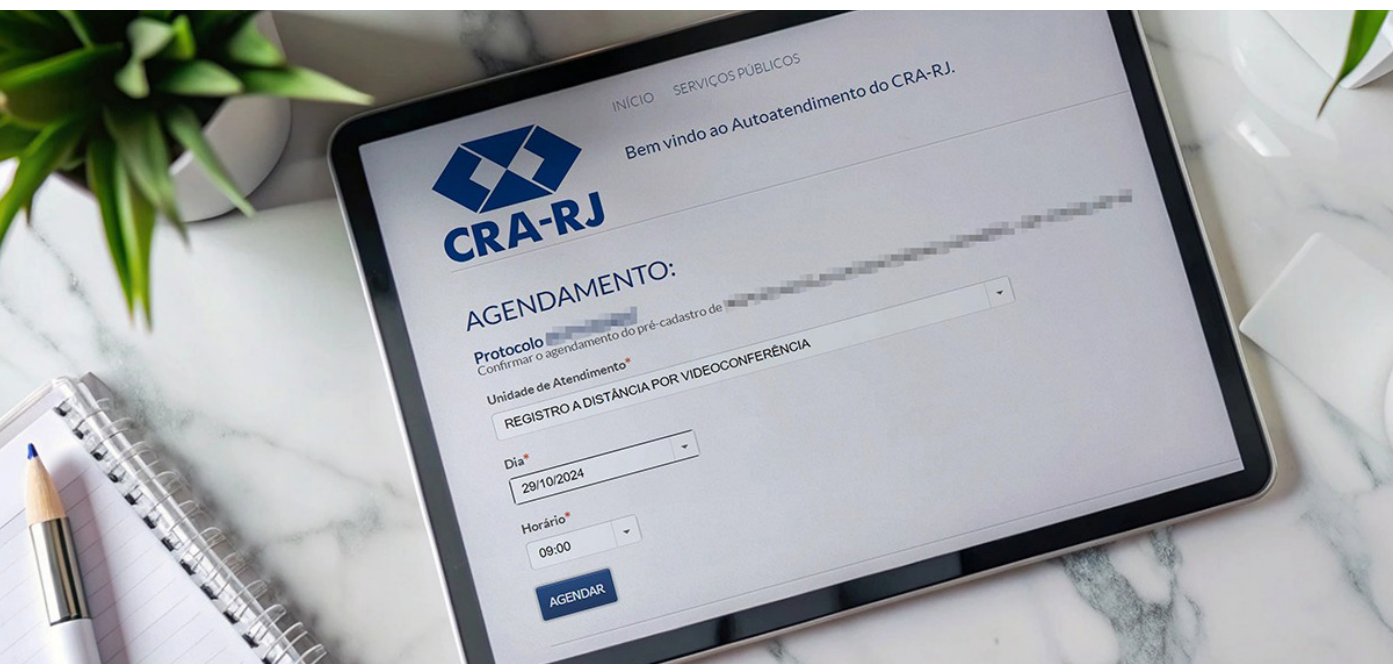 INÍCIO SERVIÇOS PÚBLICOS
Bem vindo ao Autoatendimento do CRA-RJ.
CRA-RJ
AGENDAMENTO:
Protocolo
Confirmar o agendamento do pré-cadastro de
Unidade de Atendimento*
REGISTRO A DISTÂNCIA POR VIDEOCONFERÊNCIA
Dia*
29/10/2024
Horário*
09:00
AGENDAR